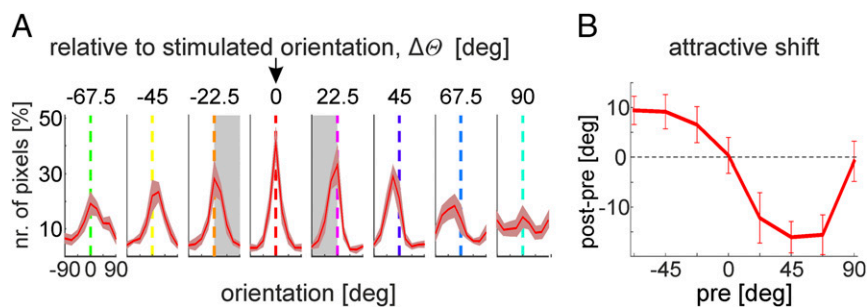 A
relative to stimulated orientation, ΔΘ [deg]
-67.5 -45 -22.5 0 22.5 45 67.5 90
nr. of pixels [%]
50
30
10
-90 0 90
orientation [deg]
B
attractive shift
post-pre [deg]
10
0
-10
-45 0 45 90
pre [deg]